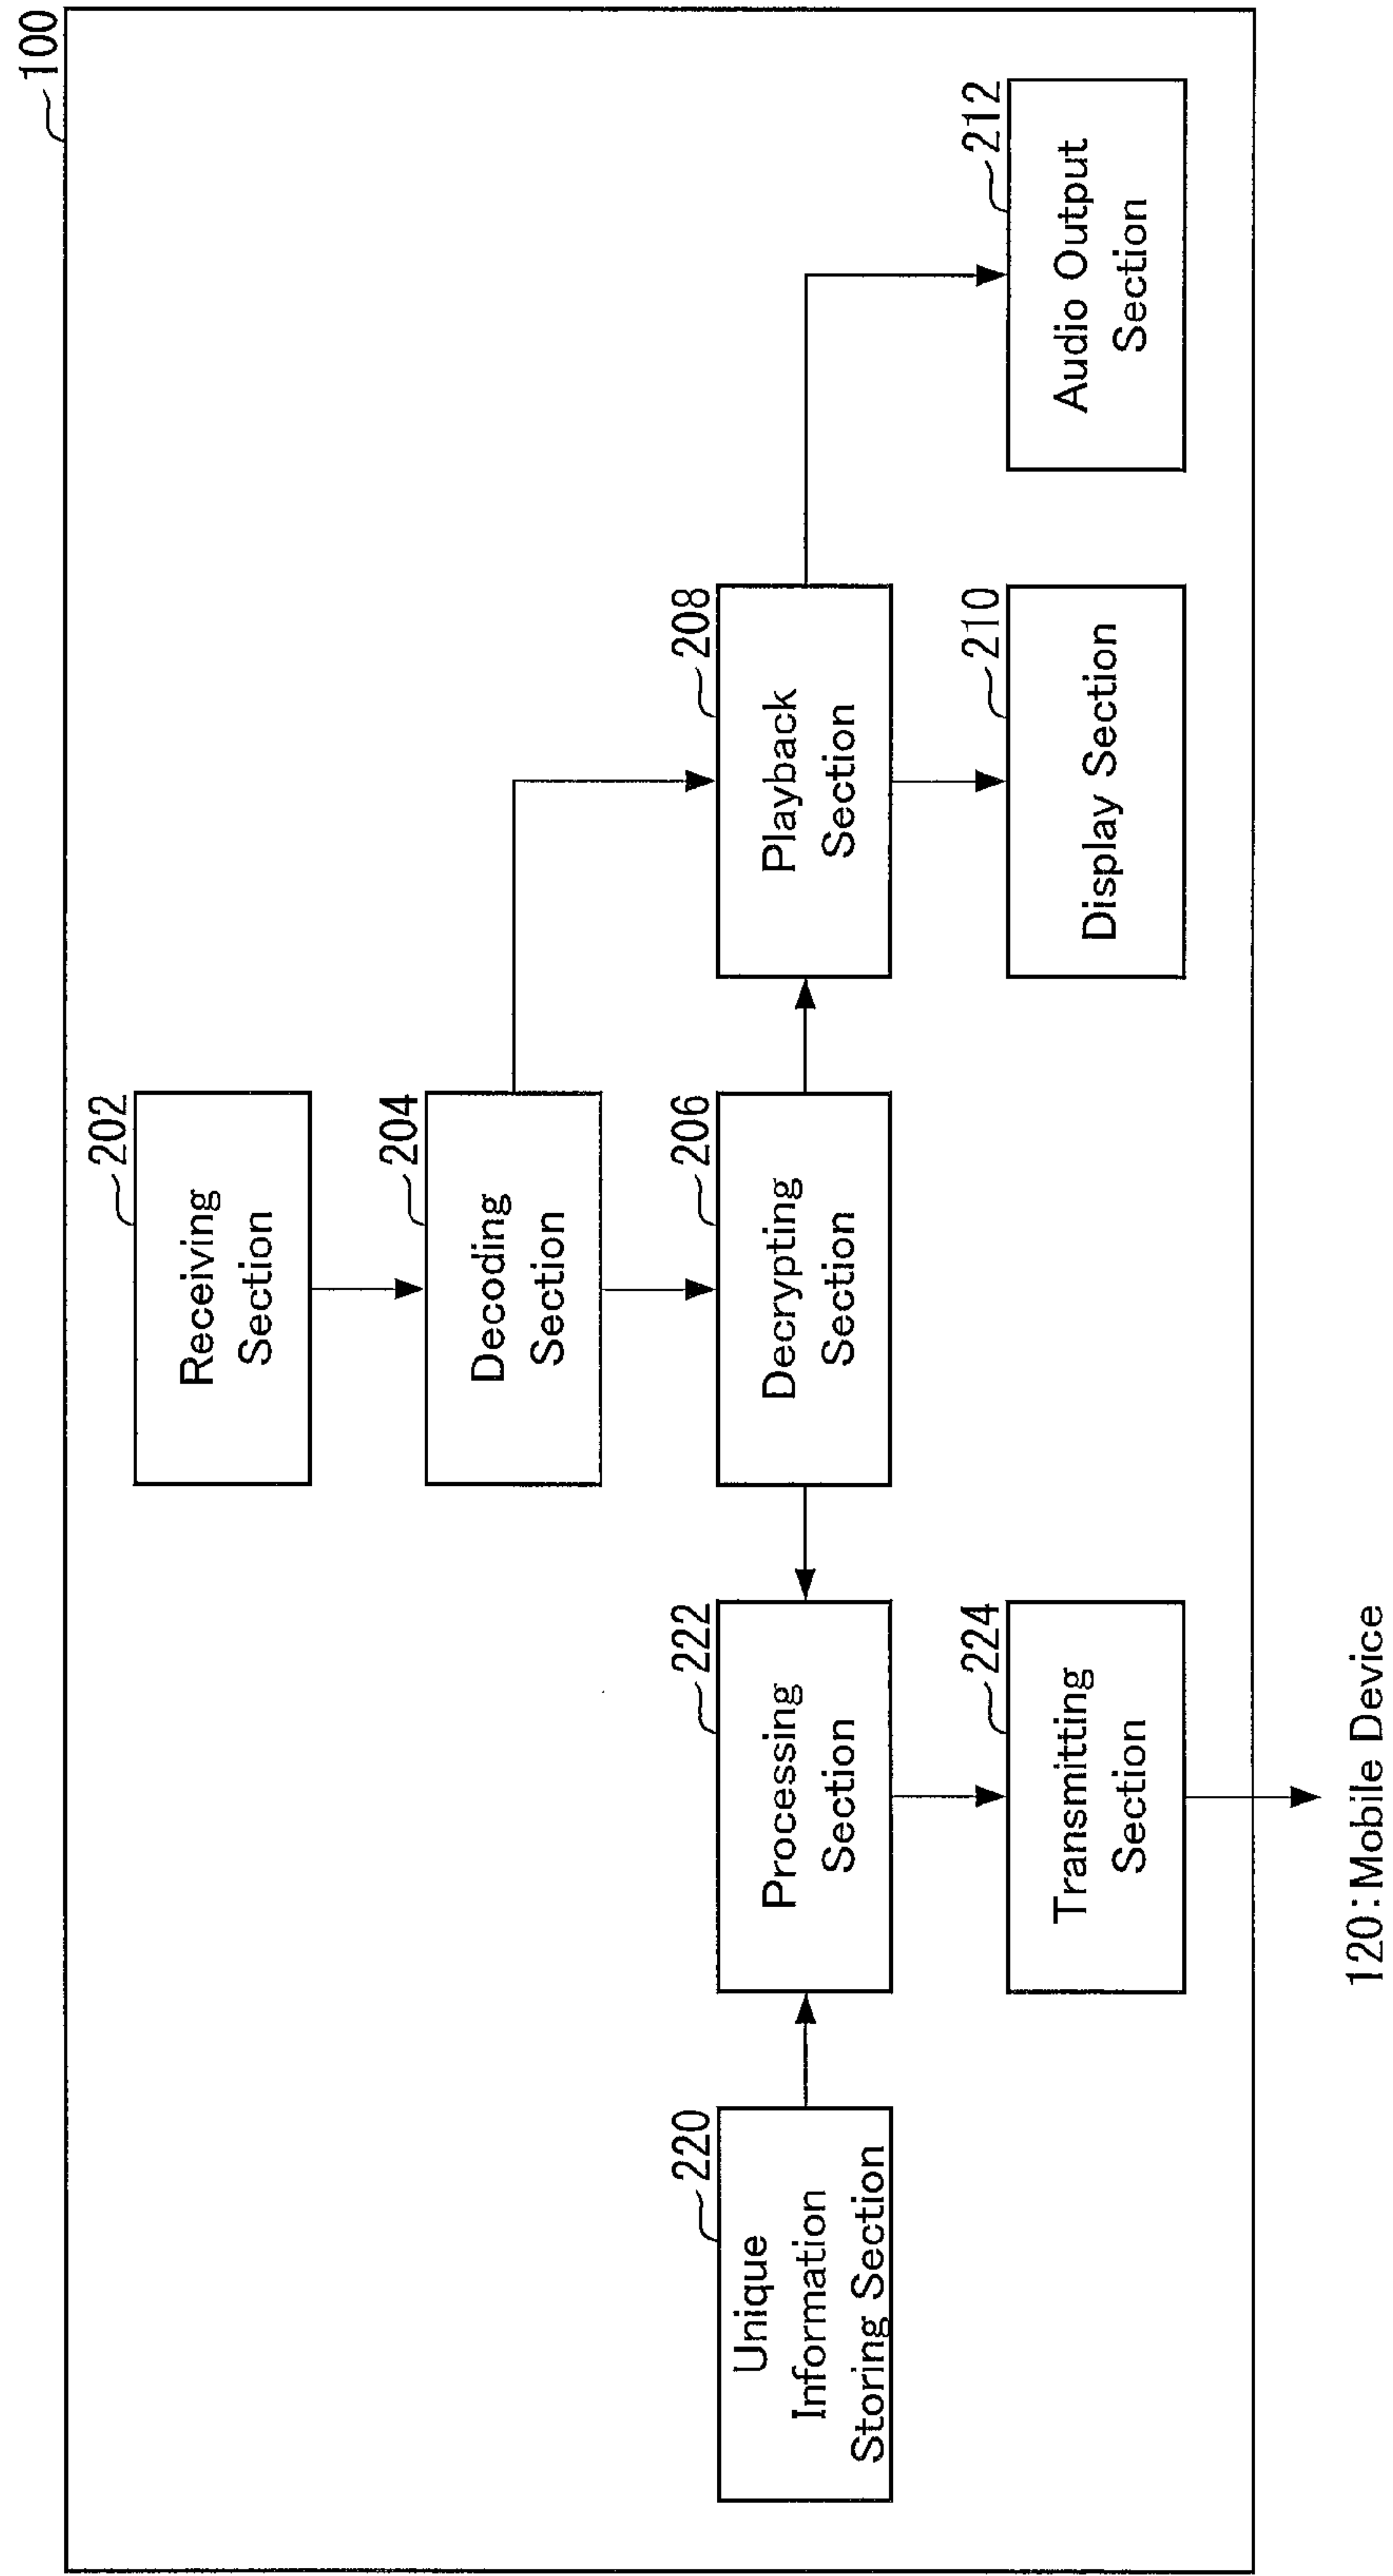 100
202
Receiving
Section
204
Decoding
Section
220
Unique
Information
Storing Section
222
Processing
Section
206
Decrypting
Section
208
Playback
Section
224
Transmitting
Section
210
Display Section
212
Audio Output
Section
120:Mobile Device